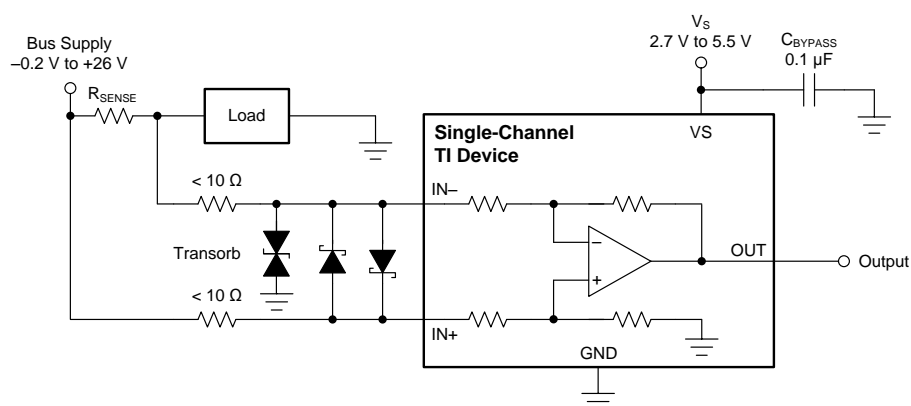 Bus Supply
–0.2 V to +26 V
R_SENSE
Load
V_S
2.7 V to 5.5 V
C_BYPASS
0.1 µF
VS
Single-Channel
TI Device
< 10 Ω
IN–
Transorb
–
+
OUT
Output
< 10 Ω
IN+
GND